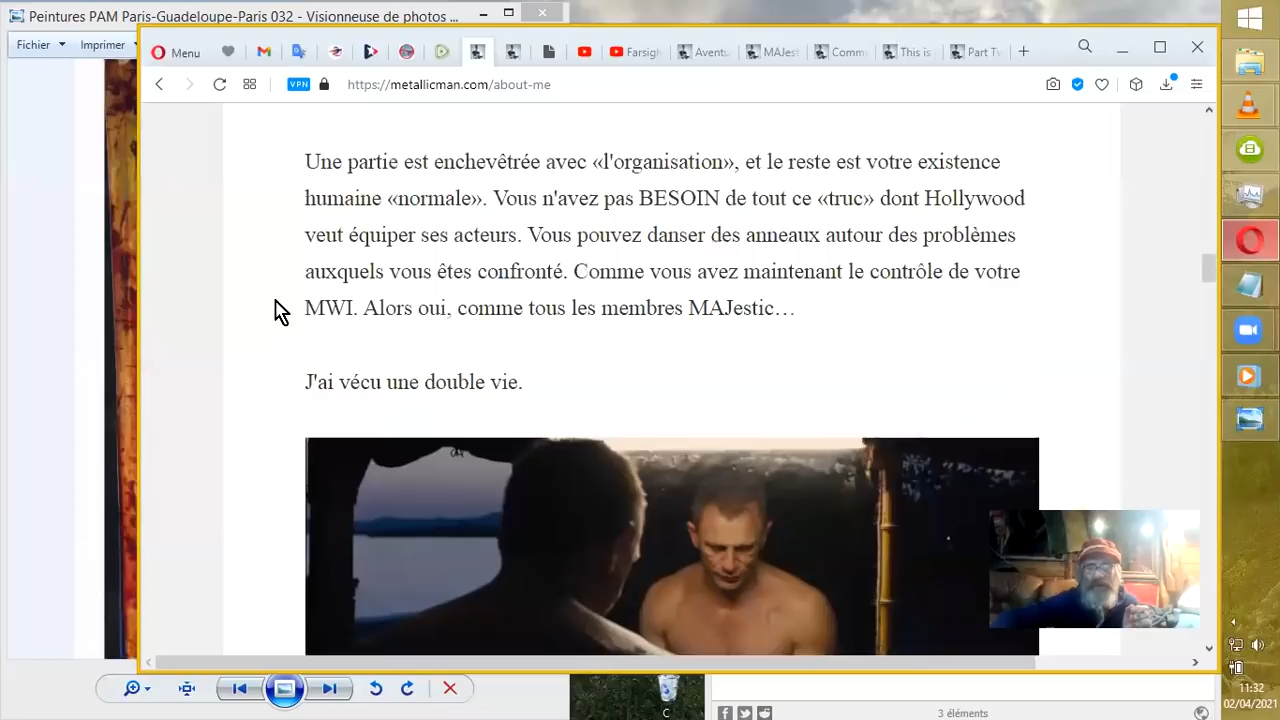 Peintures PAM Paris-Guadeloupe-Paris 032 - Visionneuse de photos ...
Fichier Imprimer
Menu Farsigh Aventu MAJest Comm This is Part Tv
VPN https://metallicman.com/about-me
Une partie est enchevêtrée avec «l'organisation», et le reste est votre existence
humaine «normale». Vous n'avez pas BESOIN de tout ce «truc» dont Hollywood
veut équiper ses acteurs. Vous pouvez danser des anneaux autour des problèmes
auxquels vous êtes confronté. Comme vous avez maintenant le contrôle de votre
MWI. Alors oui, comme tous les membres MAJestic…
J'ai vécu une double vie.
C
3 éléments
11:32
02/04/2021